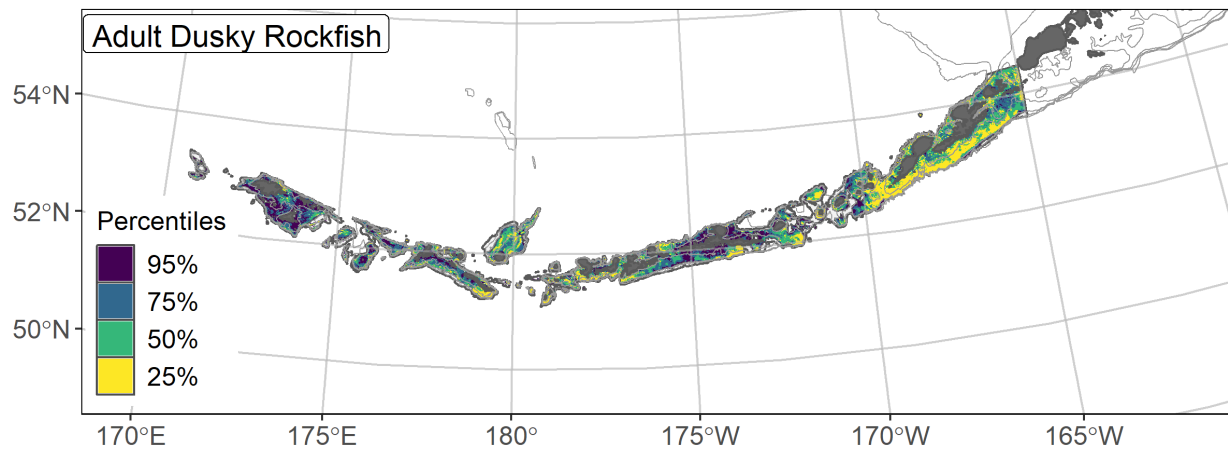 Adult Dusky Rockfish
54°N
52°N
50°N
Percentiles
95%
75%
50%
25%
170°E
175°E
180°
175°W
170°W
165°W